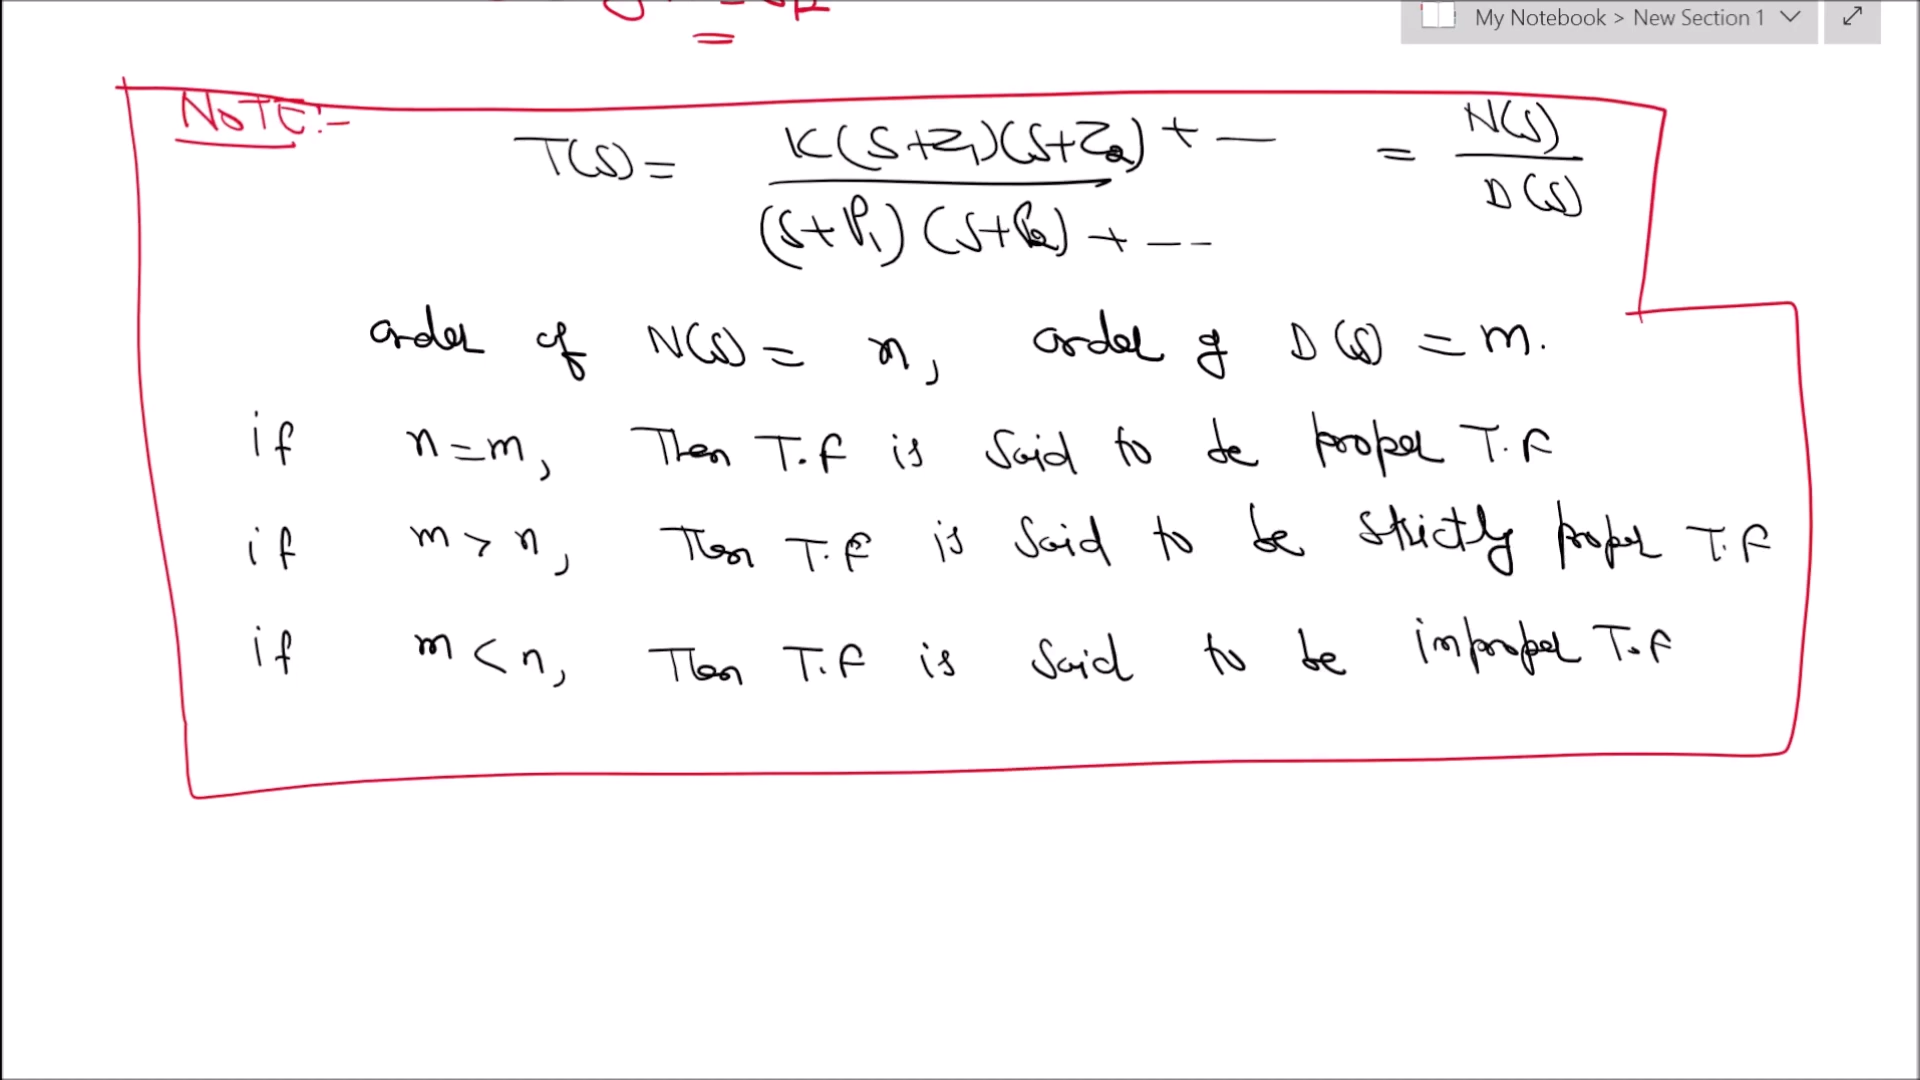 My Notebook > New Section 1
NOTE:-
T(S) = K(S+Z1)(S+Z2) + — = N(S)
(S+P1) (S+P2) + -- D(S)
order of N(S) = n, order of D(S) = m.
if n=m, Then T.F is said to be proper T.F
if m>n, Then T.F is said to be strictly proper T.F
if m<n, Then T.F is said to be improper T.F